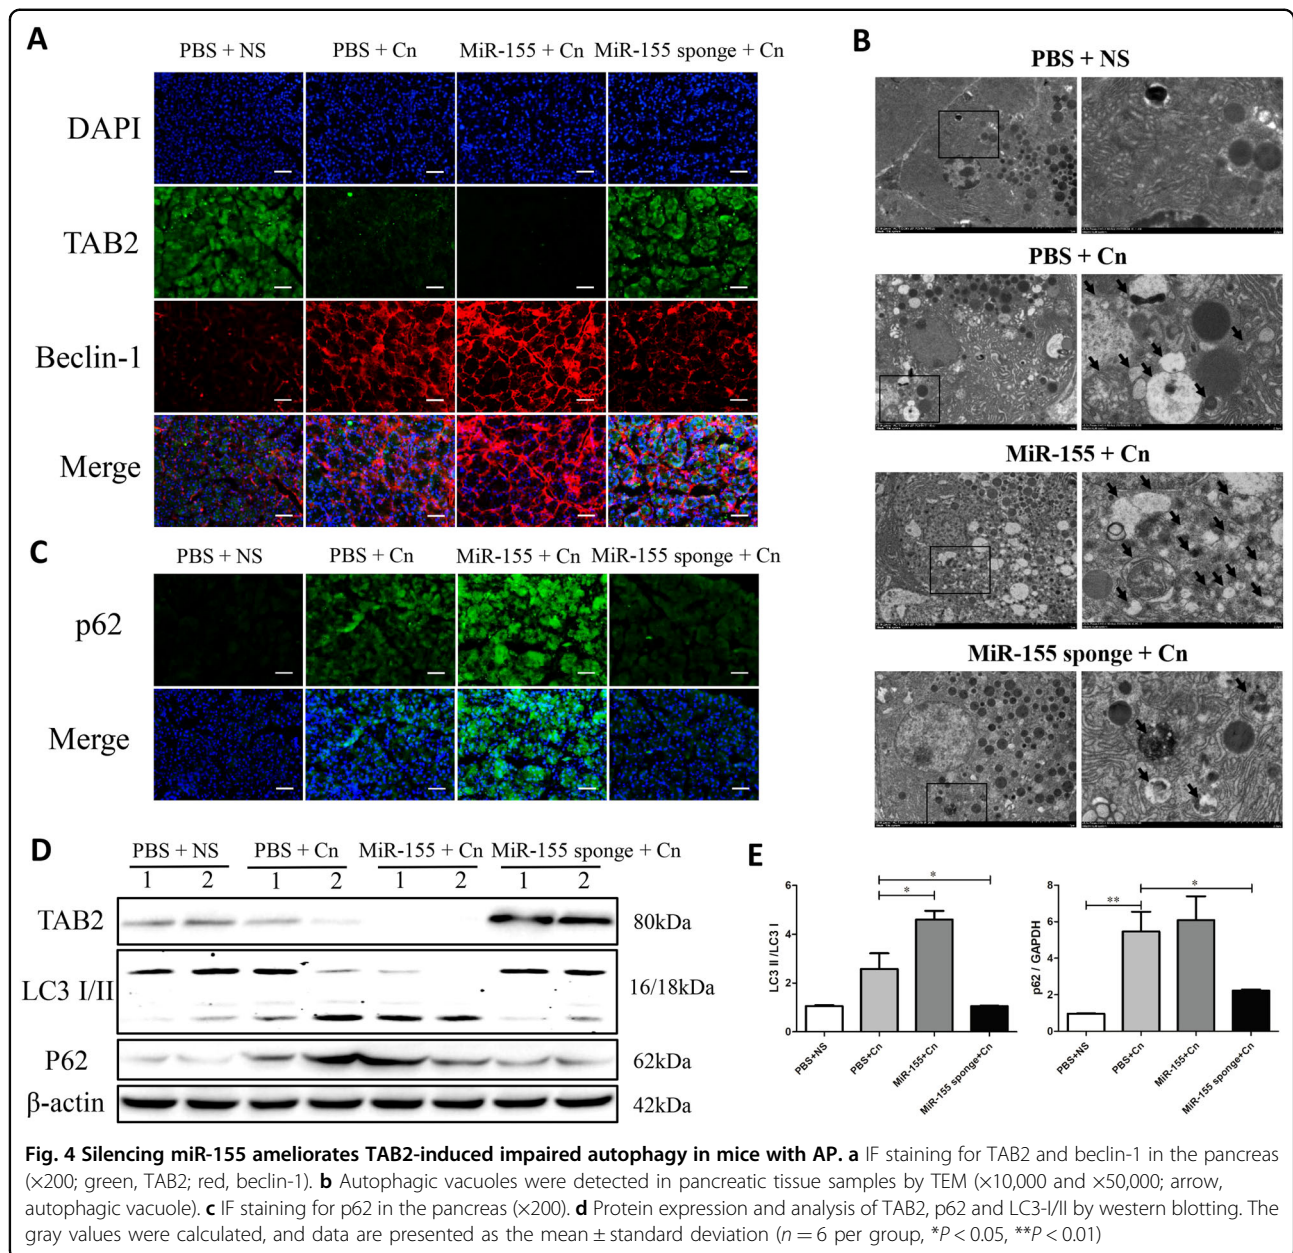 A
PBS + NS PBS + Cn MiR-155 + Cn MiR-155 sponge + Cn
DAPI
TAB2
Beclin-1
Merge
B
PBS + NS
PBS + Cn
MiR-155 + Cn
MiR-155 sponge + Cn
C
PBS + NS PBS + Cn MiR-155 + Cn MiR-155 sponge + Cn
p62
Merge
D
PBS + NS PBS + Cn MiR-155 + Cn MiR-155 sponge + Cn
1 2 1 2 1 2 1 2
TAB2 80kDa
LC3 I/II 16/18kDa
P62 62kDa
β-actin 42kDa
E
LC3 II /LC3 I
6
4
2
0
* *
PBS+NS PBS+Cn MiR-155+Cn MiR-155 sponge+Cn
p62 / GAPDH
8
6
4
2
0
** *
PBS+NS PBS+Cn MiR-155+Cn MiR-155 sponge+Cn
Fig. 4 Silencing miR-155 ameliorates TAB2-induced impaired autophagy in mice with AP. a IF staining for TAB2 and beclin-1 in the pancreas
(×200; green, TAB2; red, beclin-1). b Autophagic vacuoles were detected in pancreatic tissue samples by TEM (×10,000 and ×50,000; arrow,
autophagic vacuole). c IF staining for p62 in the pancreas (×200). d Protein expression and analysis of TAB2, p62 and LC3-I/II by western blotting. The
gray values were calculated, and data are presented as the mean ± standard deviation (n = 6 per group, *P < 0.05, **P < 0.01)